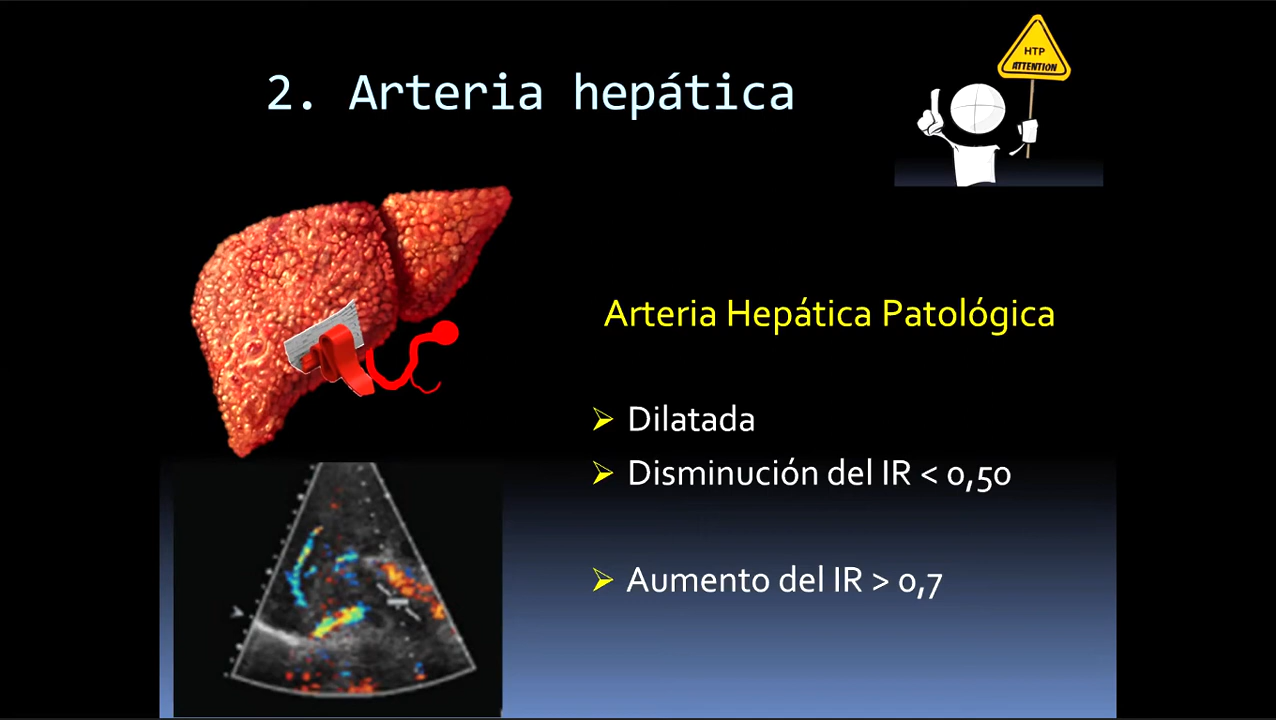 HTP
ATTENTION
2. Arteria hepática
Arteria Hepática Patológica
Dilatada
Disminución del IR < 0,50
Aumento del IR > 0,7